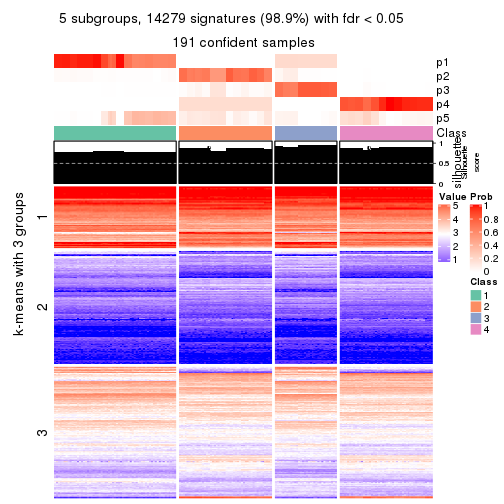 5 subgroups, 14279 signatures (98.9%) with fdr < 0.05
191 confident samples
p1
p2
p3
p4
p5
Class
1
0.5
0
silhouette
Silhouette
score
k-means with 3 groups
1
2
3
Value
5
4
3
2
1
Prob
1
0.8
0.6
0.4
0.2
0
Class
1
2
3
4